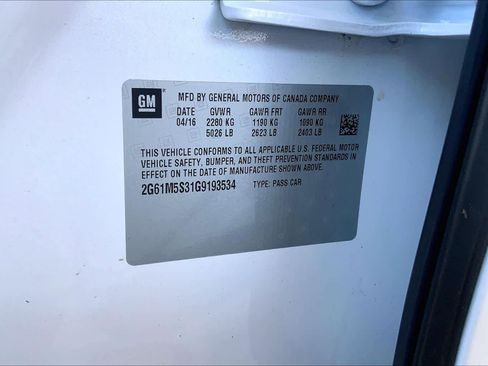 GM
MFD BY GENERAL MOTORS OF CANADA COMPANY
DATE GVWR GAWR FRT GAWR RR
04/16 2280 KG 1190 KG 1090 KG
5026 LB 2623 LB 2403 LB
THIS VEHICLE CONFORMS TO ALL APPLICABLE U.S. FEDERAL MOTOR
VEHICLE SAFETY, BUMPER, AND THEFT PREVENTION STANDARDS IN
EFFECT ON THE DATE OF MANUFACTURE SHOWN ABOVE.
2G61M5S31G9193534 TYPE: PASS CAR